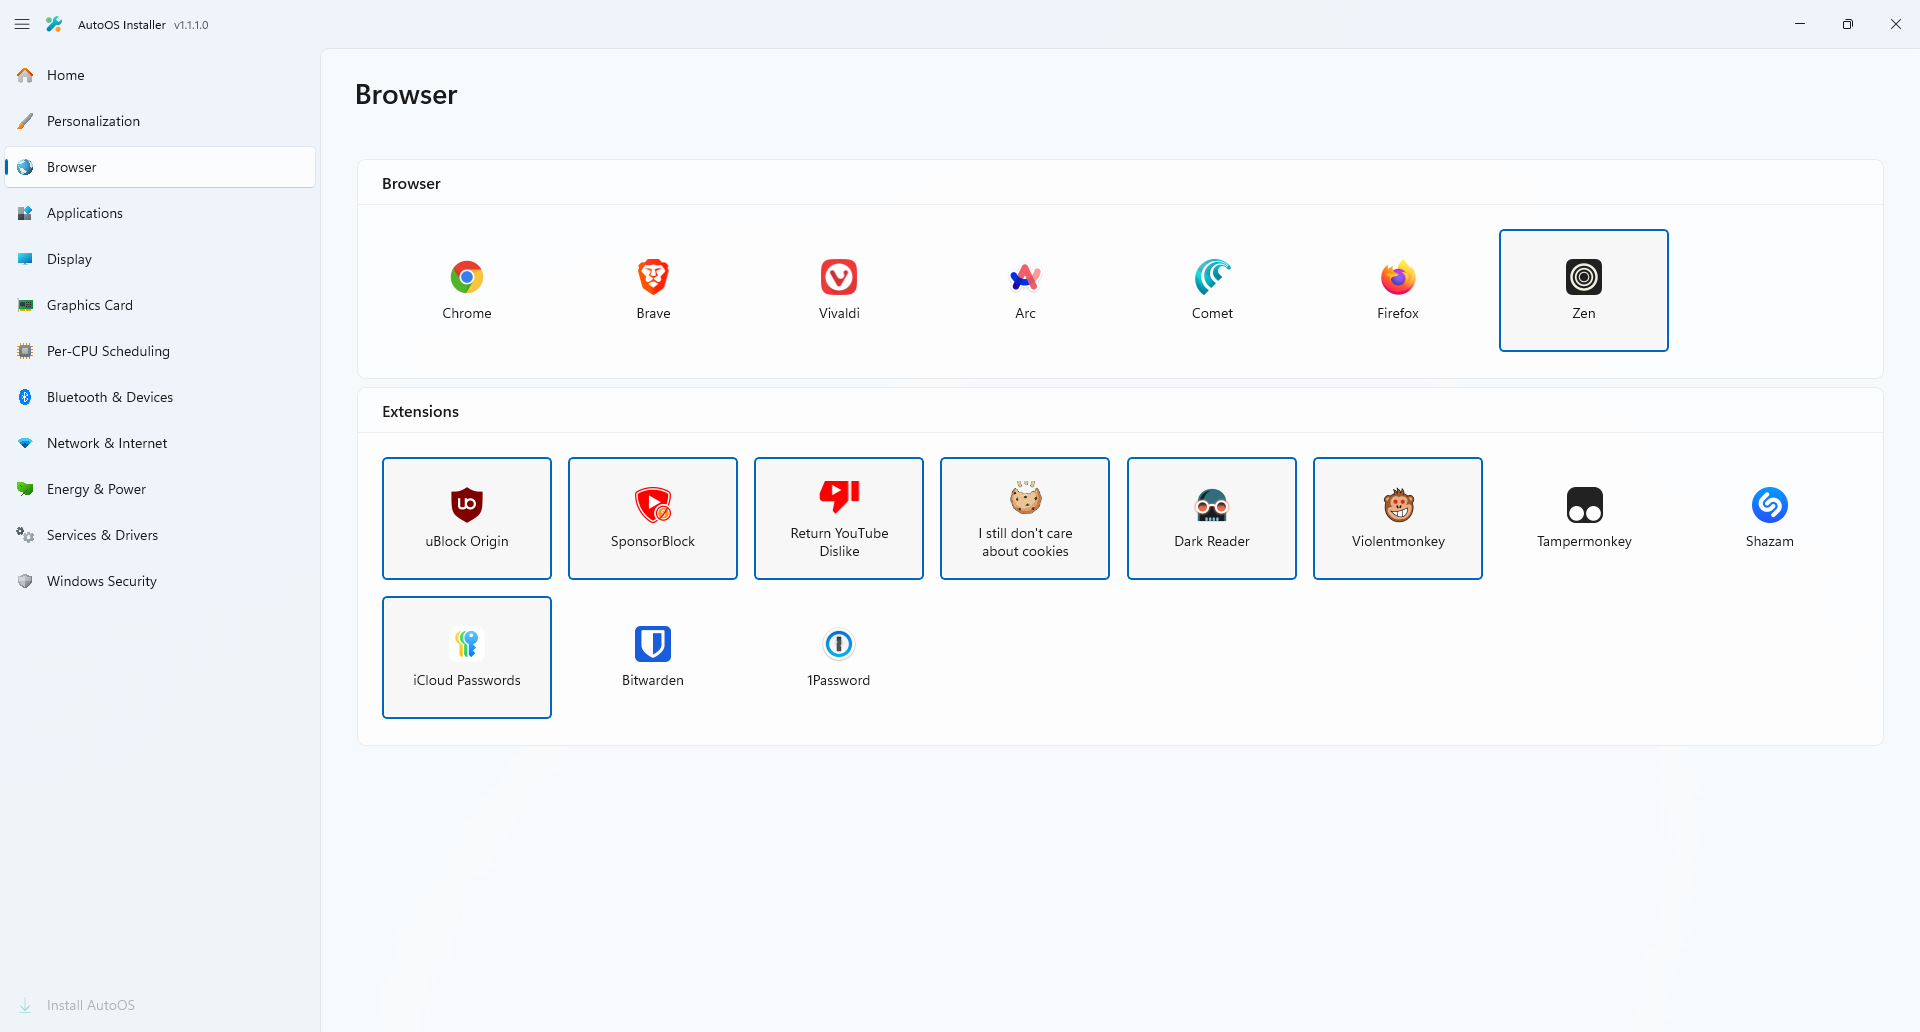 AutoOS Installer v1.1.1.0
Home
Personalization
Browser
Applications
Display
Graphics Card
Per-CPU Scheduling
Bluetooth & Devices
Network & Internet
Energy & Power
Services & Drivers
Windows Security
Install AutoOS
Browser
Browser
Chrome
Brave
Vivaldi
Arc
Comet
Firefox
Zen
Extensions
uBlock Origin
SponsorBlock
Return YouTube
Dislike
I still don't care
about cookies
Dark Reader
Violentmonkey
Tampermonkey
Shazam
iCloud Passwords
Bitwarden
1Password